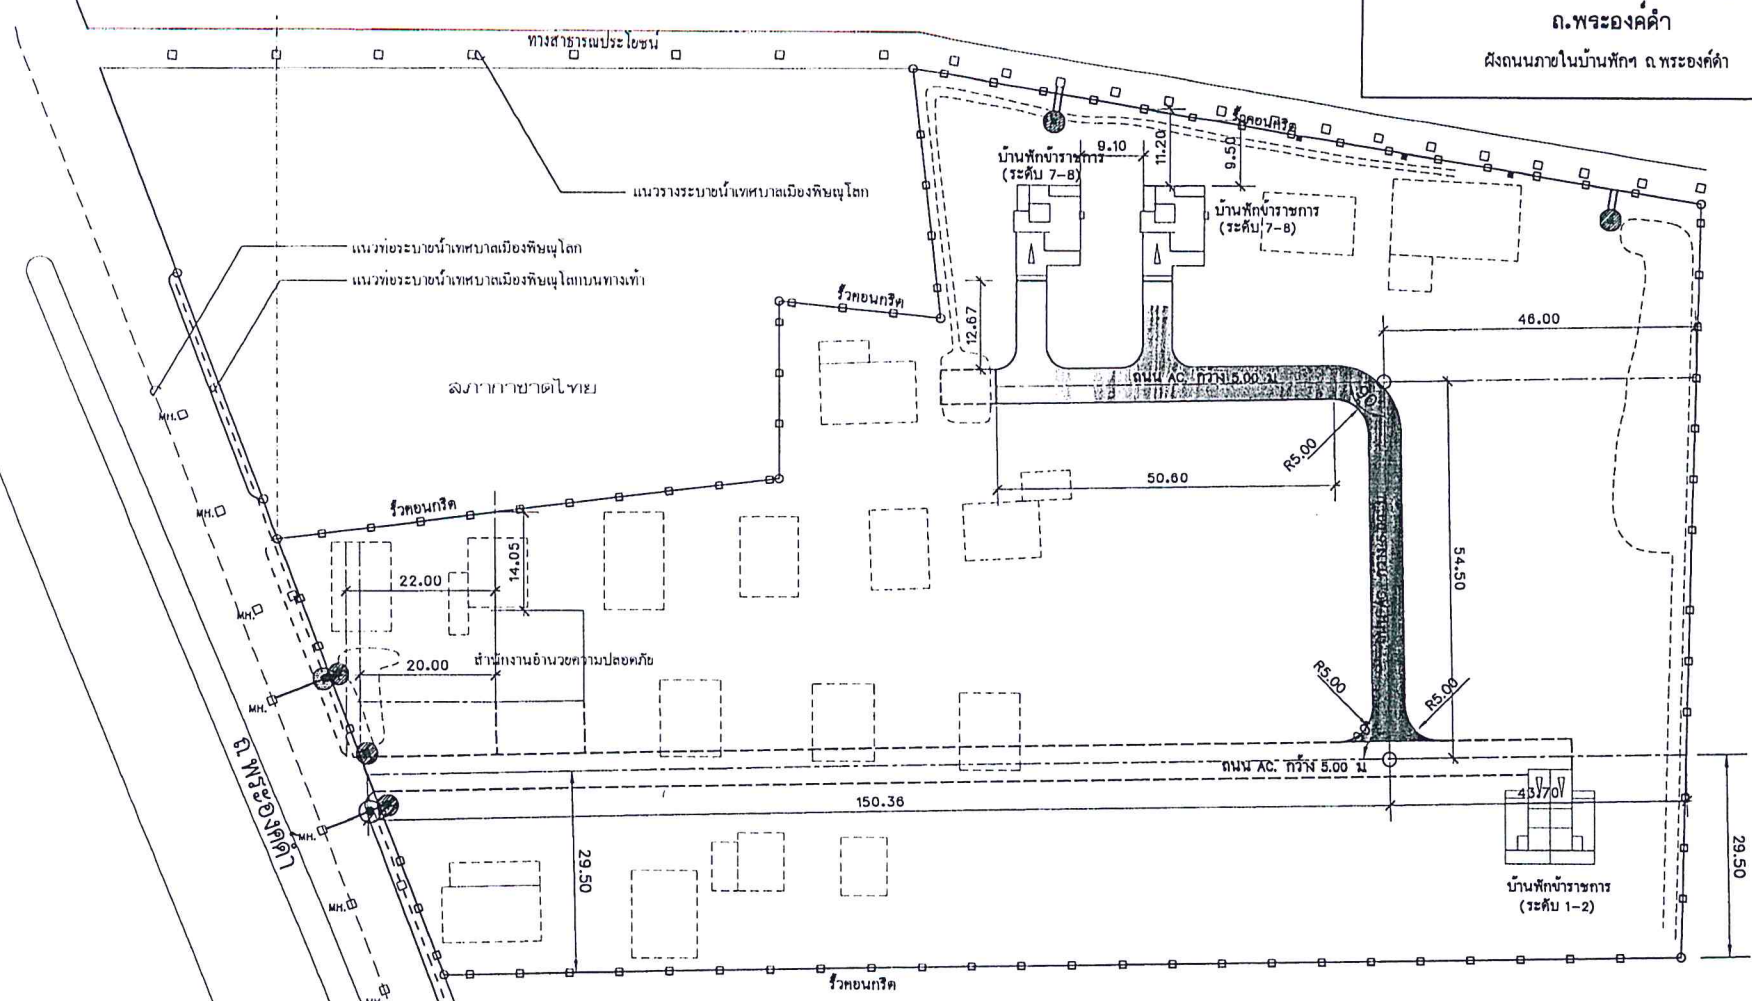 ถ.พระองค์ดำ
ผังถนนภายในบ้านพักฯ ถ.พระองค์ดำ
ทางสาธารณประโยชน์
รั้วคอนกรีต
9.10
11.20
9.50
บ้านพักข้าราชการ
(ระดับ 7-8)
แนวรางระบายน้ำเทศบาลเมืองพิษณุโลก
บ้านพักข้าราชการ
(ระดับ 7-8)
แนวท่อระบายน้ำเทศบาลเมืองพิษณุโลก
แนวท่อระบายน้ำเทศบาลเมืองพิษณุโลกบนทางเท้า
รั้วคอนกรีต
12.67
46.00
สภากาชาดไทย
ถนน AC. กว้าง 5.00 ม
MH.
R5.00
50.60
รั้วคอนกรีต
MH.
14.05
54.50
22.00
MH.
20.00
สำนักงานอำนวยความปลอดภัย
R5.00
R5.00
MH.
ถ.พระองค์ดำ
ถนน AC. กว้าง 5.00 ม
150.36
43.70
MH.
29.50
29.50
บ้านพักข้าราชการ
(ระดับ 1-2)
MH.
รั้วคอนกรีต